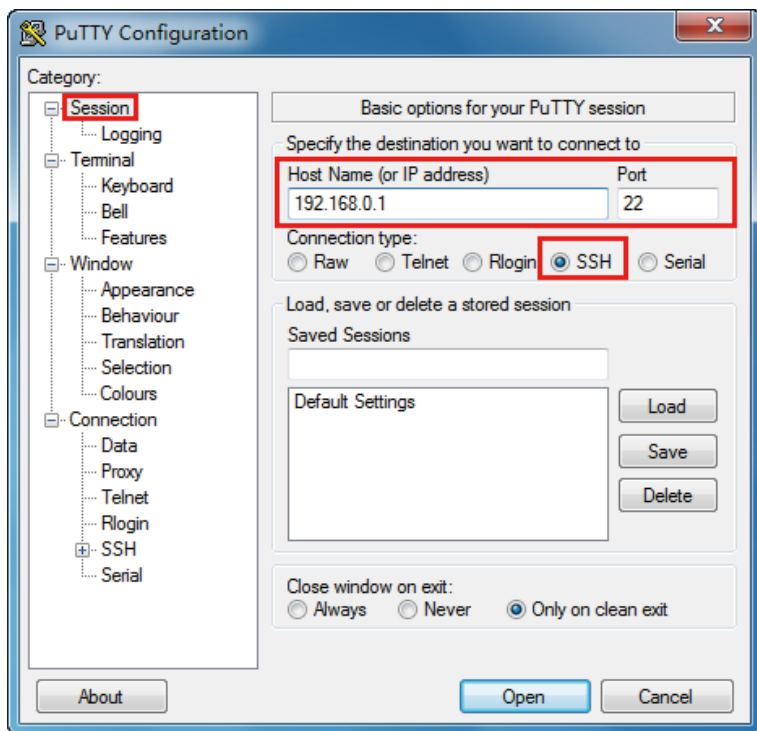 PuTTY Configuration
Category:
Session
Logging
Terminal
Keyboard
Bell
Features
Window
Appearance
Behaviour
Translation
Selection
Colours
Connection
Data
Proxy
Telnet
Rlogin
SSH
Serial
Basic options for your PuTTY session
Specify the destination you want to connect to
Host Name (or IP address) Port
192.168.0.1 22
Connection type:
Raw Telnet Rlogin SSH Serial
Load, save or delete a stored session
Saved Sessions
Default Settings
Load
Save
Delete
Close window on exit:
Always Never Only on clean exit
About Open Cancel